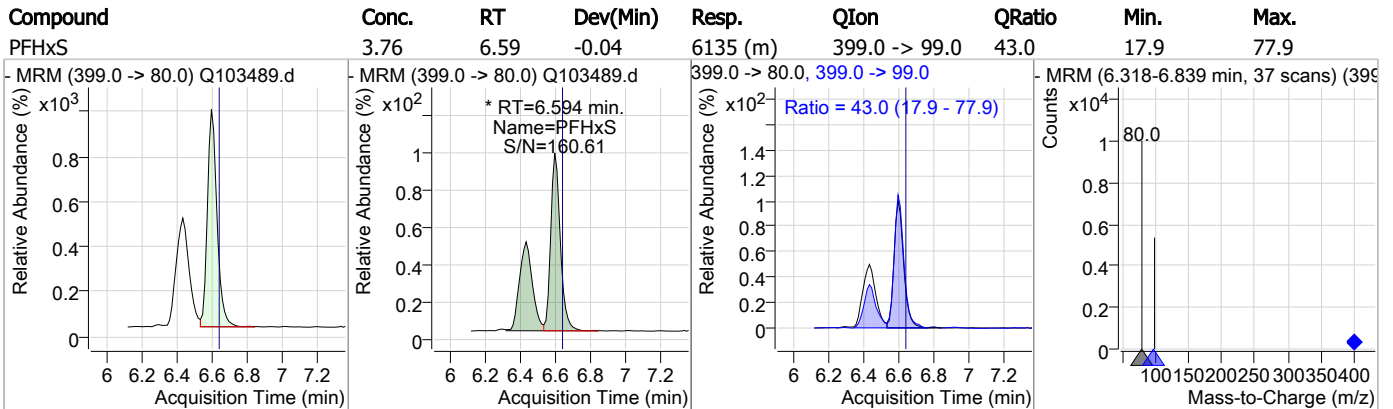 Compound Conc. RT Dev(Min) Resp. QIon QRatio Min. Max.
PFHxS 3.76 6.59 -0.04 6135 (m) 399.0 -> 99.0 43.0 17.9 77.9
- MRM (399.0 -> 80.0) Q103489.d
x10³
Relative Abundance (%)
0.8
0.6
0.4
0.2
0
6 6.2 6.4 6.6 6.8 7 7.2
Acquisition Time (min)
- MRM (399.0 -> 80.0) Q103489.d
x10²
* RT=6.594 min.
Name=PFHxS
S/N=160.61
Relative Abundance (%)
1
0.8
0.6
0.4
0.2
0
6 6.2 6.4 6.6 6.8 7 7.2
Acquisition Time (min)
399.0 -> 80.0, 399.0 -> 99.0
x10²
Ratio = 43.0 (17.9 - 77.9)
Relative Abundance (%)
1.4
1.2
1
0.8
0.6
0.4
0.2
0
6 6.2 6.4 6.6 6.8 7 7.2
Acquisition Time (min)
- MRM (6.318-6.839 min, 37 scans) (399
x10⁴
Counts
80.0
1
0.8
0.6
0.4
0.2
0
100 150 200 250 300 350 400
Mass-to-Charge (m/z)